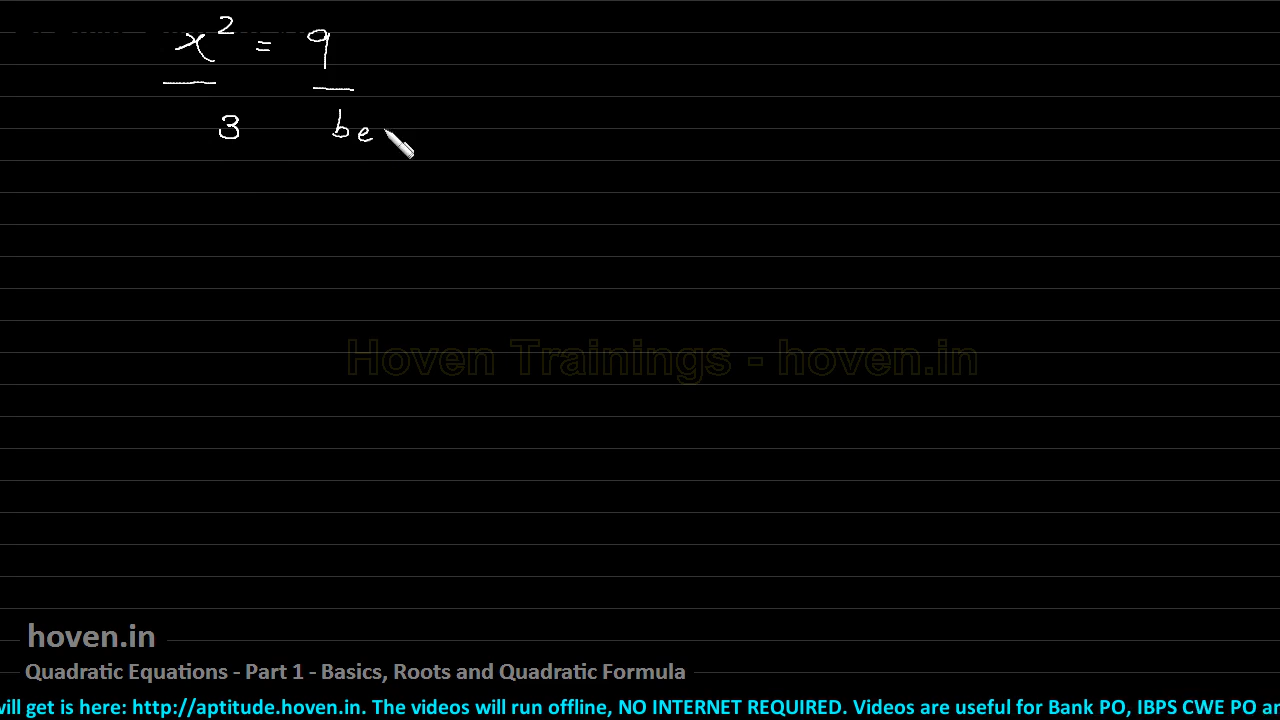 x² = 9
3 be
Hoven Trainings - hoven.in
hoven.in
Quadratic Equations - Part 1 - Basics, Roots and Quadratic Formula
will get is here: http://aptitude.hoven.in. The videos will run offline, NO INTERNET REQUIRED. Videos are useful for Bank PO, IBPS CWE PO a